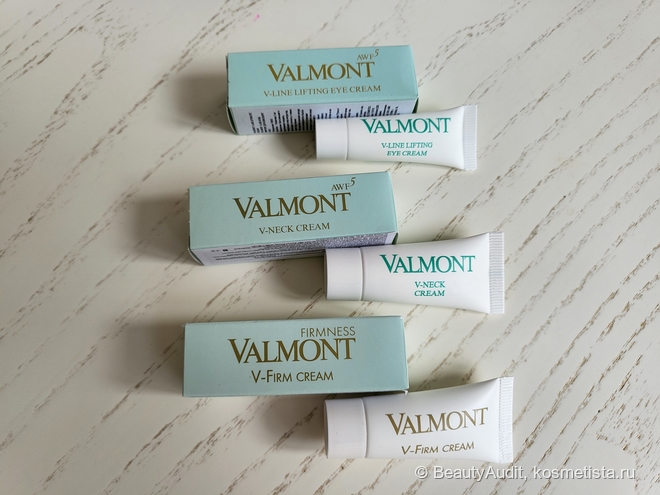 AWF5
VALMONT
V-LINE LIFTING EYE CREAM
VALMONT
V-LINE LIFTING
EYE CREAM
AWF5
VALMONT
V-NECK CREAM
VALMONT
V-NECK
CREAM
FIRMNESS
VALMONT
V-FIRM CREAM
VALMONT
V-FIRM CREAM
© BeautyAudit, kosmetista.ru